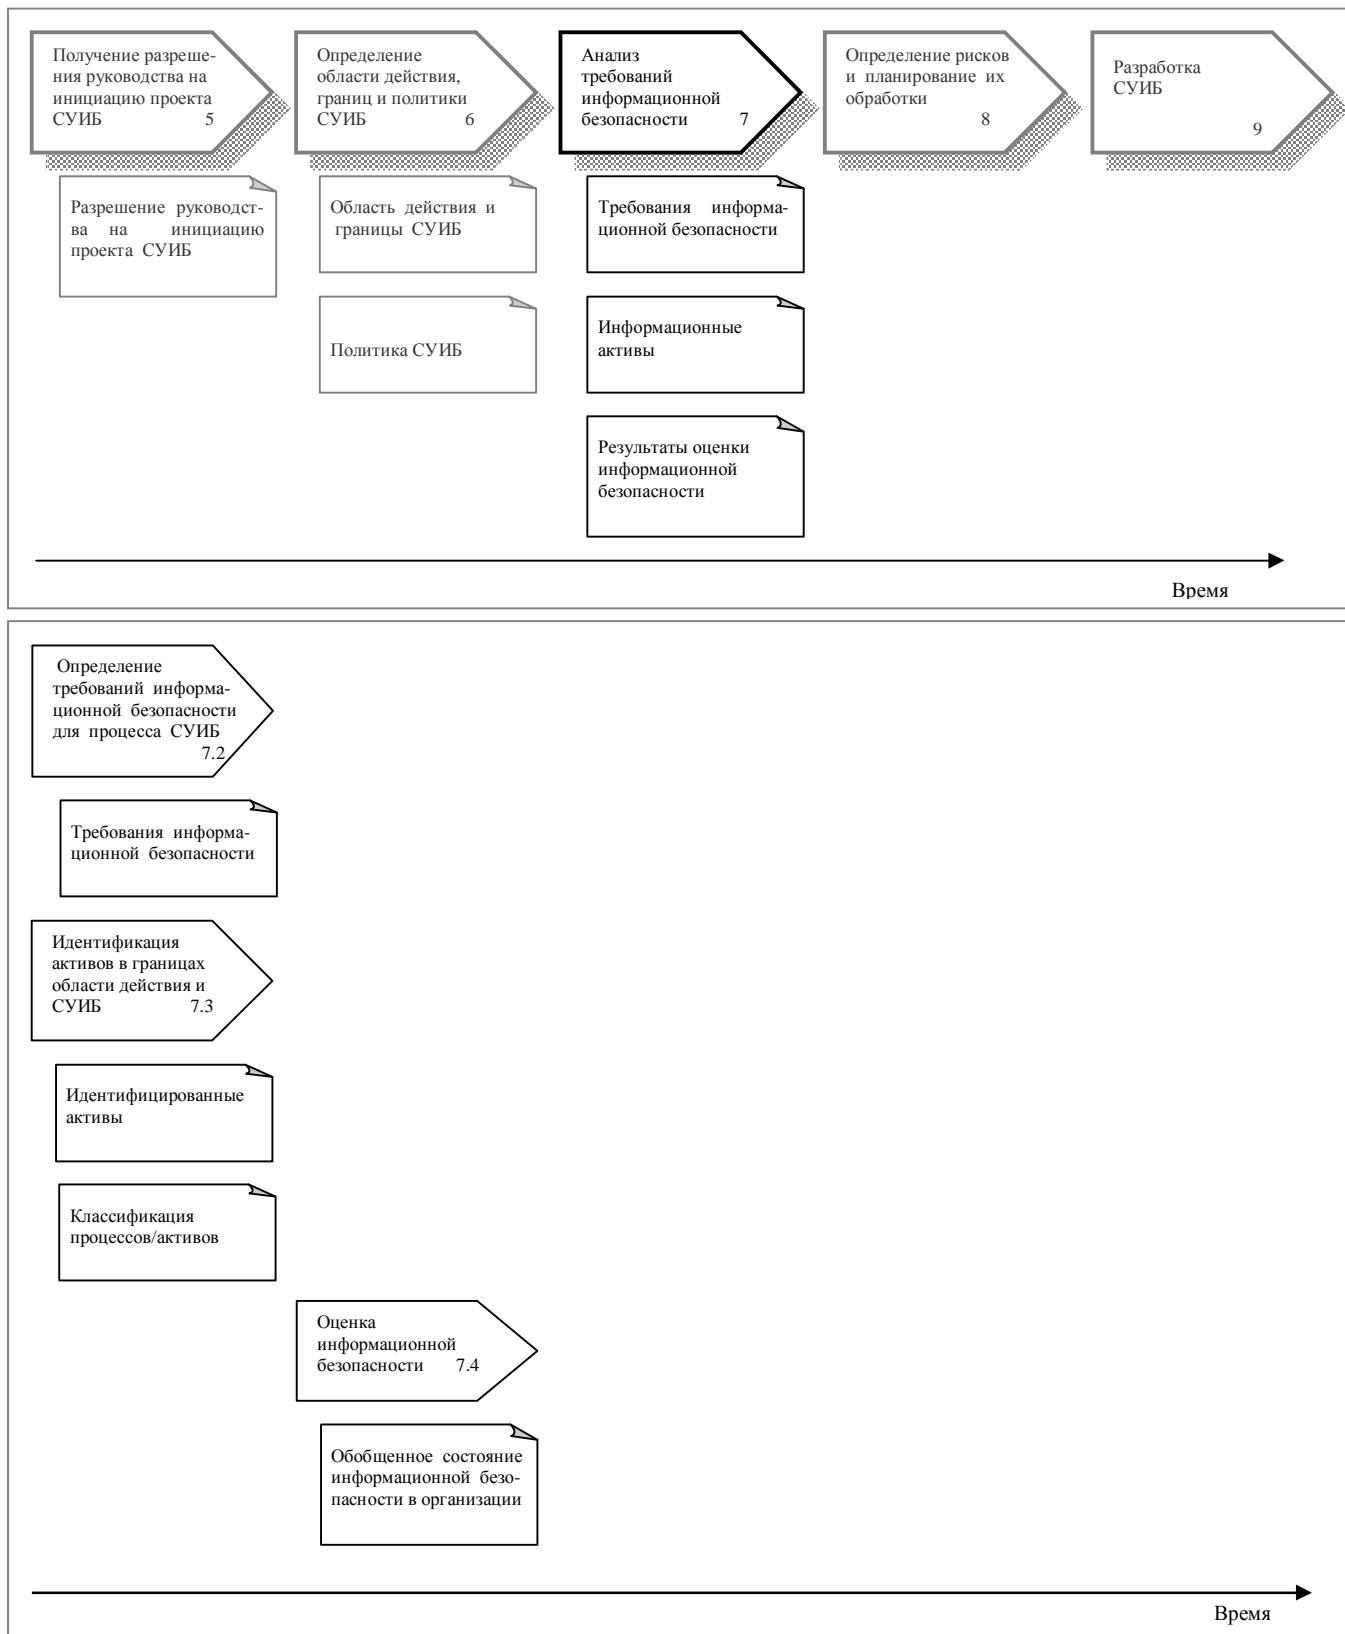 Получение разреше-
ния руководства на
инициацию проекта
СУИБ 5
Определение
области действия,
границ и политики
СУИБ 6
Анализ
требований
информационной
безопасности 7
Определение рисков
и планирование их
обработки
8
Разработка
СУИБ
9
Разрешение руководст-
ва на инициацию
проекта СУИБ
Область действия и
границы СУИБ
Политика СУИБ
Требования информа-
ционной безопасности
Информационные
активы
Результаты оценки
информационной
безопасности
Время
Определение
требований информа-
ционной безопасности
для процесса СУИБ
7.2
Требования информа-
ционной безопасности
Идентификация
активов в границах
области действия и
СУИБ 7.3
Идентифицированные
активы
Классификация
процессов/активов
Оценка
информационной
безопасности 7.4
Обобщенное состояние
информационной безо-
пасности в организации
Время